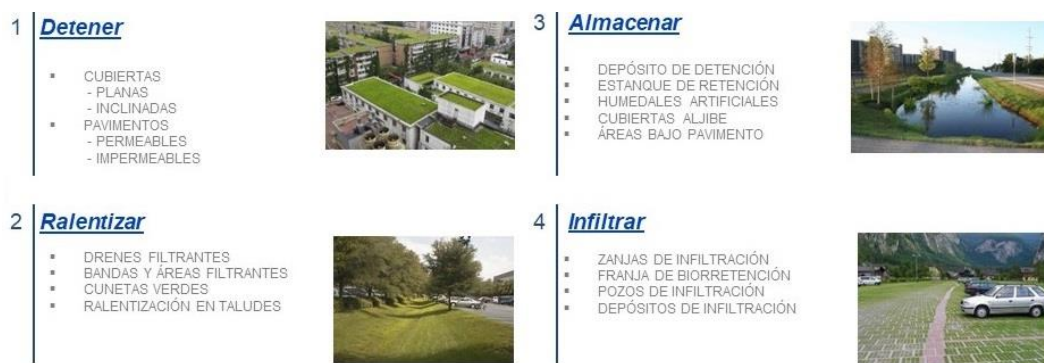 1 Detener
▪ CUBIERTAS
- PLANAS
- INCLINADAS
▪ PAVIMENTOS
- PERMEABLES
- IMPERMEABLES
2 Ralentizar
▪ DRENES FILTRANTES
▪ BANDAS Y ÁREAS FILTRANTES
▪ CUNETAS VERDES
▪ RALENTIZACIÓN EN TALUDES
3 Almacenar
▪ DEPÓSITO DE DETENCIÓN
▪ ESTANQUE DE RETENCIÓN
▪ HUMEDALES ARTIFICIALES
▪ CUBIERTAS ALJIBE
▪ ÁREAS BAJO PAVIMENTO
4 Infiltrar
▪ ZANJAS DE INFILTRACIÓN
▪ FRANJA DE BIORRETENCIÓN
▪ POZOS DE INFILTRACIÓN
▪ DEPÓSITOS DE INFILTRACIÓN